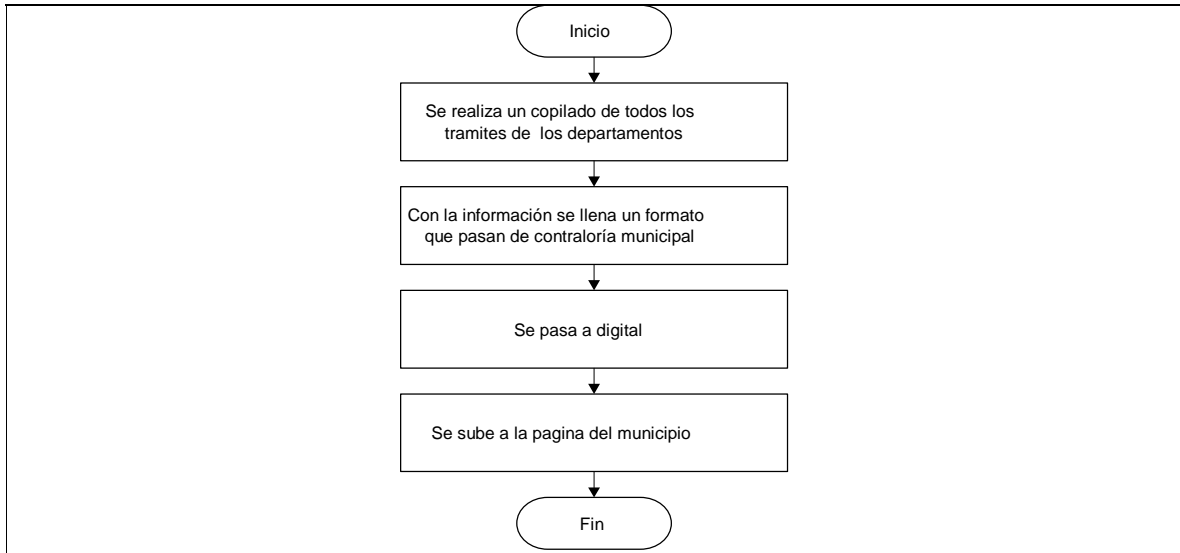 Inicio
Se realiza un copilado de todos los
tramites de los departamentos
Con la información se llena un formato
que pasan de contraloría municipal
Se pasa a digital
Se sube a la pagina del municipio
Fin